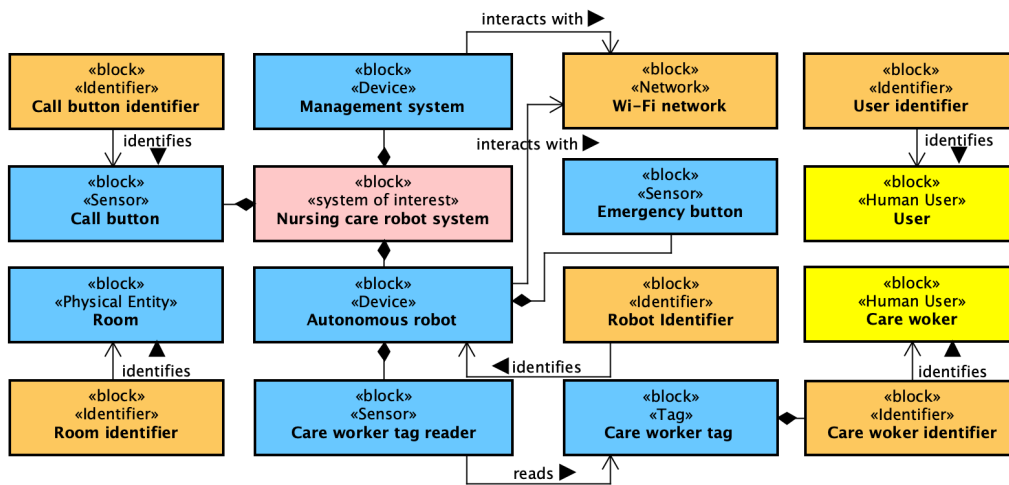 interacts with ▶
«block»
«Identifier»
Call button identifier
«block»
«Device»
Management system
«block»
«Network»
Wi-Fi network
«block»
«Identifier»
User identifier
identifies
▼
interacts with ▶
identifies
▼
«block»
«Sensor»
Call button
«block»
«system of interest»
Nursing care robot system
«block»
«Sensor»
Emergency button
«block»
«Human User»
User
«block»
«Physical Entity»
Room
«block»
«Device»
Autonomous robot
«block»
«Identifier»
Robot Identifier
«block»
«Human User»
Care woker
▲
identifies
◀ identifies
▲
identifies
«block»
«Identifier»
Room identifier
«block»
«Sensor»
Care worker tag reader
«block»
«Tag»
Care worker tag
«block»
«Identifier»
Care woker identifier
reads ▶